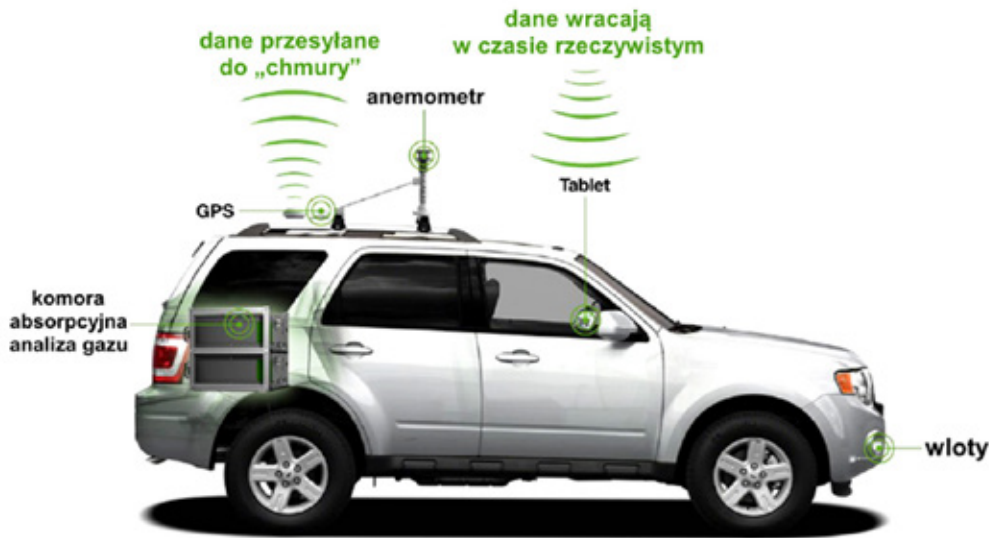 dane przesyłane
do „chmury”
dane wracają
w czasie rzeczywistym
anemometr
Tablet
GPS
komora
absorpcyjna
analiza gazu
wloty